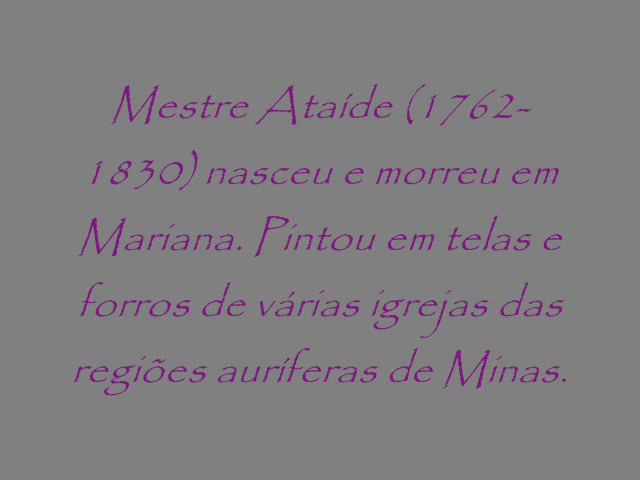 Mestre Ataíde (1762-
1830) nasceu e morreu em
Mariana. Pintou em telas e
forros de várias igrejas das
regiões auríferas de Minas.